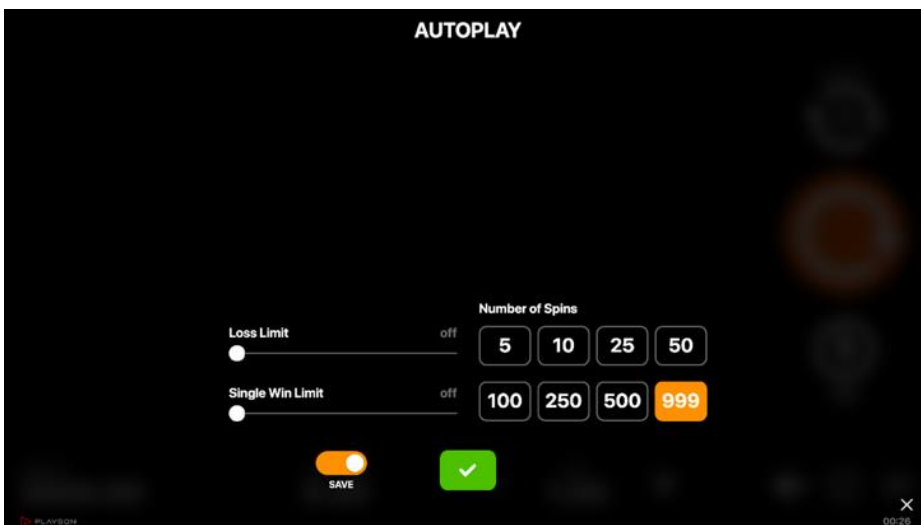 AUTOPLAY
Number of Spins
Loss Limit off
5 10 25 50
Single Win Limit off
100 250 500 999
SAVE
PLAYSON
00:26